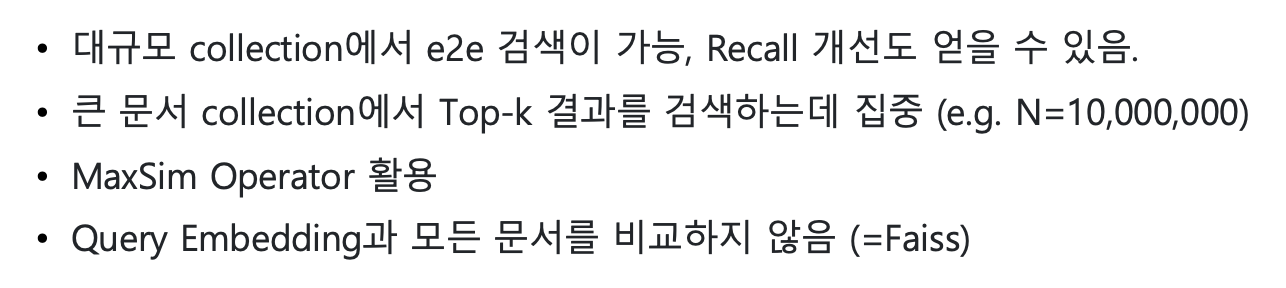 • 대규모 collection에서 e2e 검색이 가능, Recall 개선도 얻을 수 있음.
• 큰 문서 collection에서 Top-k 결과를 검색하는데 집중 (e.g. N=10,000,000)
• MaxSim Operator 활용
• Query Embedding과 모든 문서를 비교하지 않음 (=Faiss)